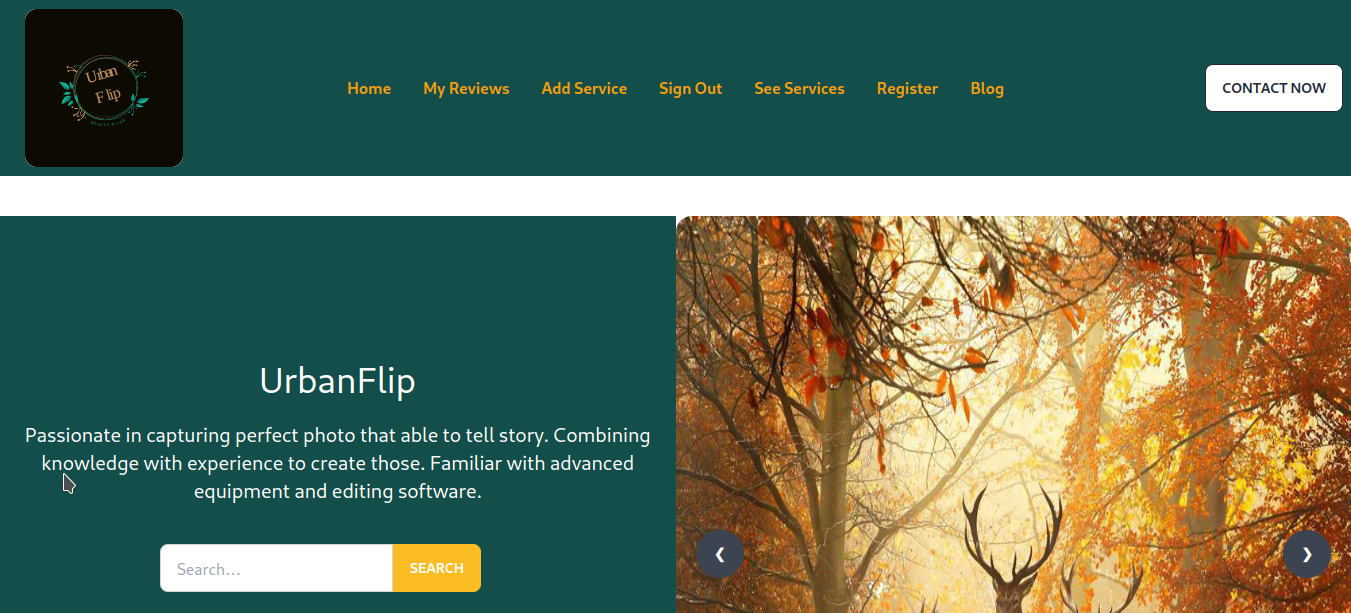 Urban
Flip
Home My Reviews Add Service Sign Out See Services Register Blog
CONTACT NOW
UrbanFlip
Passionate in capturing perfect photo that able to tell story. Combining
knowledge with experience to create those. Familiar with advanced
equipment and editing software.
Search...
SEARCH